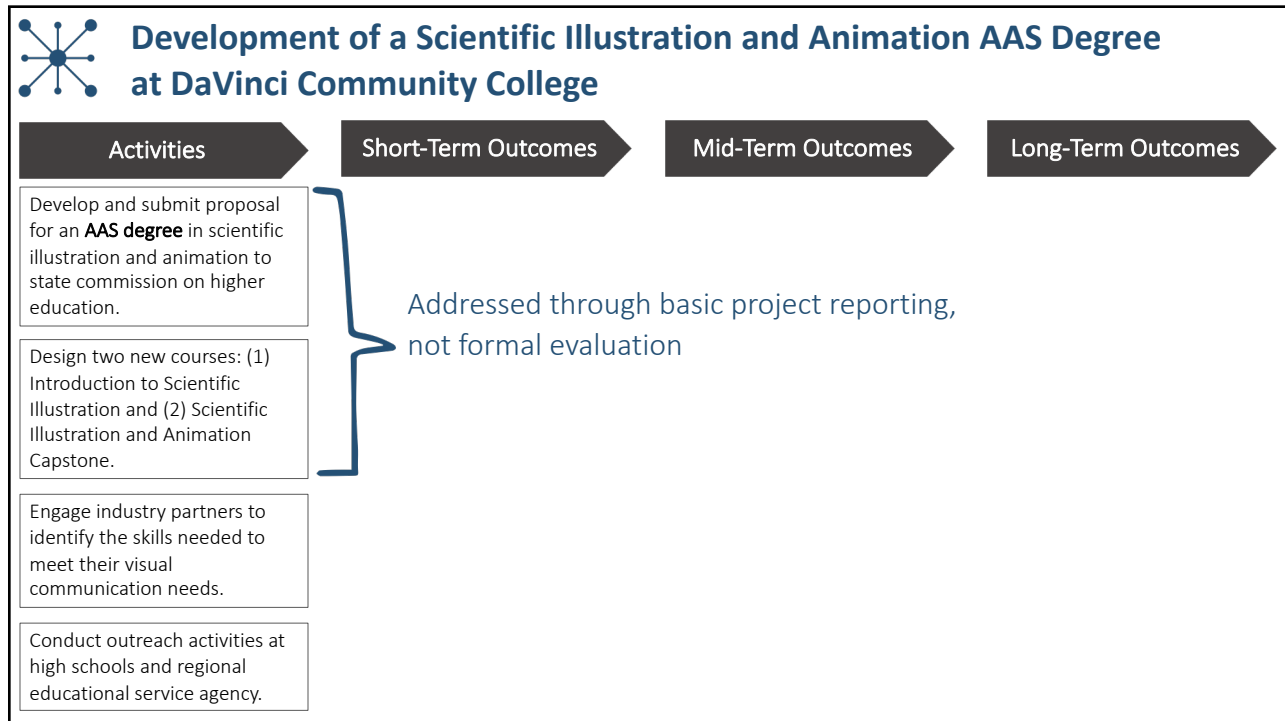 Development of a Scientific Illustration and Animation AAS Degree
at DaVinci Community College
Activities
Short-Term Outcomes
Mid-Term Outcomes
Long-Term Outcomes
Develop and submit proposal
for an AAS degree in scientific
illustration and animation to
state commission on higher
education.
Addressed through basic project reporting,
not formal evaluation
Design two new courses: (1)
Introduction to Scientific
Illustration and (2) Scientific
Illustration and Animation
Capstone.
Engage industry partners to
identify the skills needed to
meet their visual
communication needs.
Conduct outreach activities at
high schools and regional
educational service agency.